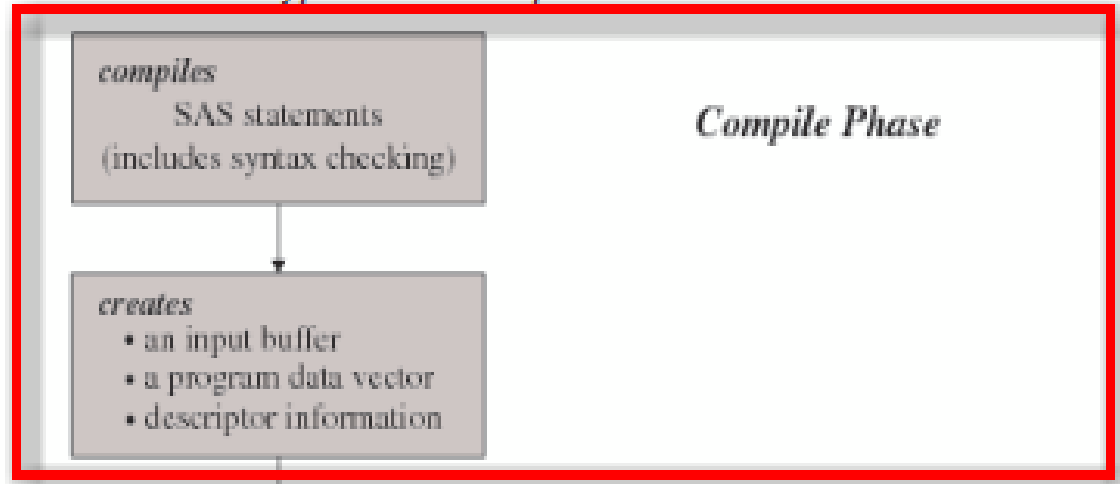 compiles
SAS statements
(includes syntax checking)
Compile Phase
creates
• an input buffer
• a program data vector
• descriptor information